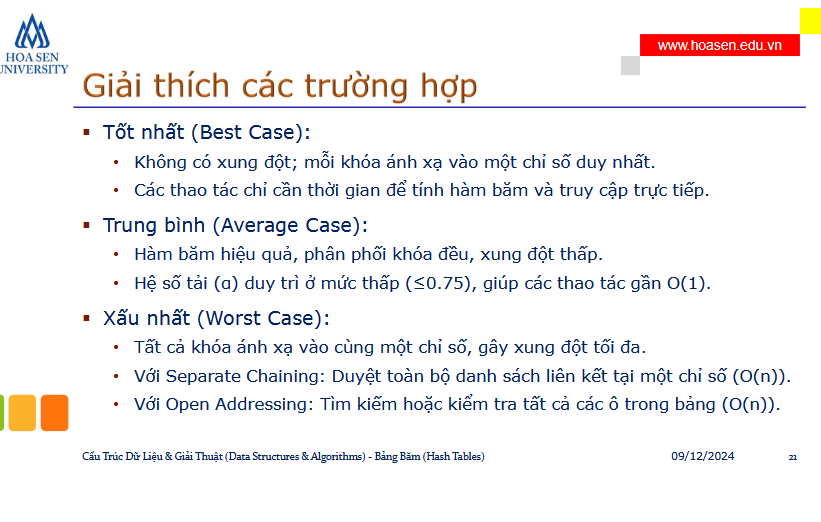 HOA SEN
UNIVERSITY
www.hoasen.edu.vn
Giải thích các trường hợp
▪ Tốt nhất (Best Case):
• Không có xung đột; mỗi khóa ánh xạ vào một chỉ số duy nhất.
• Các thao tác chỉ cần thời gian để tính hàm băm và truy cập trực tiếp.
▪ Trung bình (Average Case):
• Hàm băm hiệu quả, phân phối khóa đều, xung đột thấp.
• Hệ số tải (α) duy trì ở mức thấp (≤0.75), giúp các thao tác gần O(1).
▪ Xấu nhất (Worst Case):
• Tất cả khóa ánh xạ vào cùng một chỉ số, gây xung đột tối đa.
• Với Separate Chaining: Duyệt toàn bộ danh sách liên kết tại một chỉ số (O(n)).
• Với Open Addressing: Tìm kiếm hoặc kiểm tra tất cả các ô trong bảng (O(n)).
Cấu Trúc Dữ Liệu & Giải Thuật (Data Structures & Algorithms) - Bảng Băm (Hash Tables)
09/12/2024
21